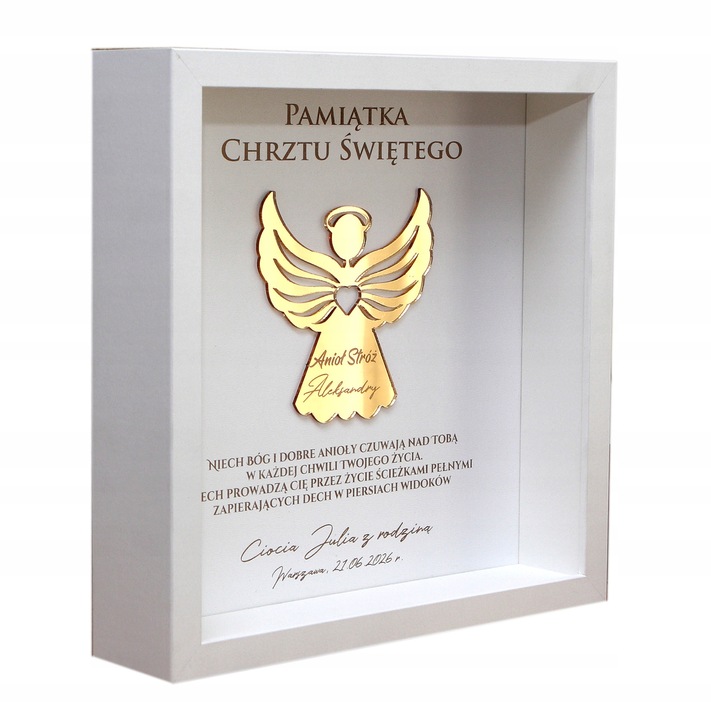 PAMIĄTKA
CHRZTU ŚWIĘTEGO
Anioł Stróż
Aleksandry
NIECH BÓG I DOBRE ANIOŁY CZUWAJĄ NAD TOBĄ
W KAŻDEJ CHWILI TWOJEGO ŻYCIA.
ECH PROWADZĄ CIĘ PRZEZ ŻYCIE ŚCIEŻKAMI PEŁNYMI
ZAPIERAJĄCYCH DECH W PIERSIACH WIDOKÓW
Ciocia Julia z rodziną
Warszawa, 21.06 2026 r.